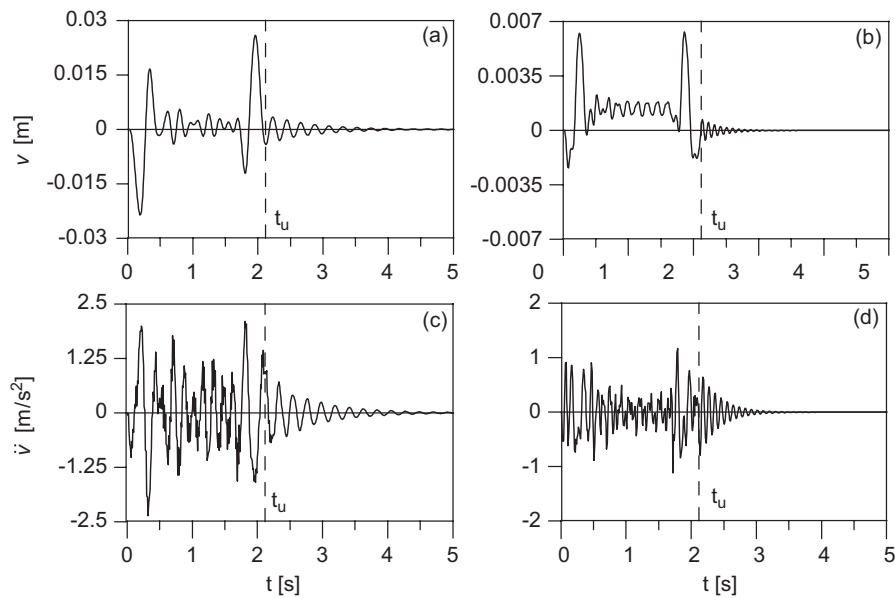 (a)
0.03
0.015
0
-0.015
-0.03
v [m]
t_u
0 1 2 3 4 5
(b)
0.007
0.0035
0
-0.0035
-0.007
t_u
0 1 2 3 4 5
(c)
2.5
1.25
0
-1.25
-2.5
v̈ [m/s²]
t_u
0 1 2 3 4 5
t [s]
(d)
2
1
0
-1
-2
t_u
0 1 2 3 4 5
t [s]